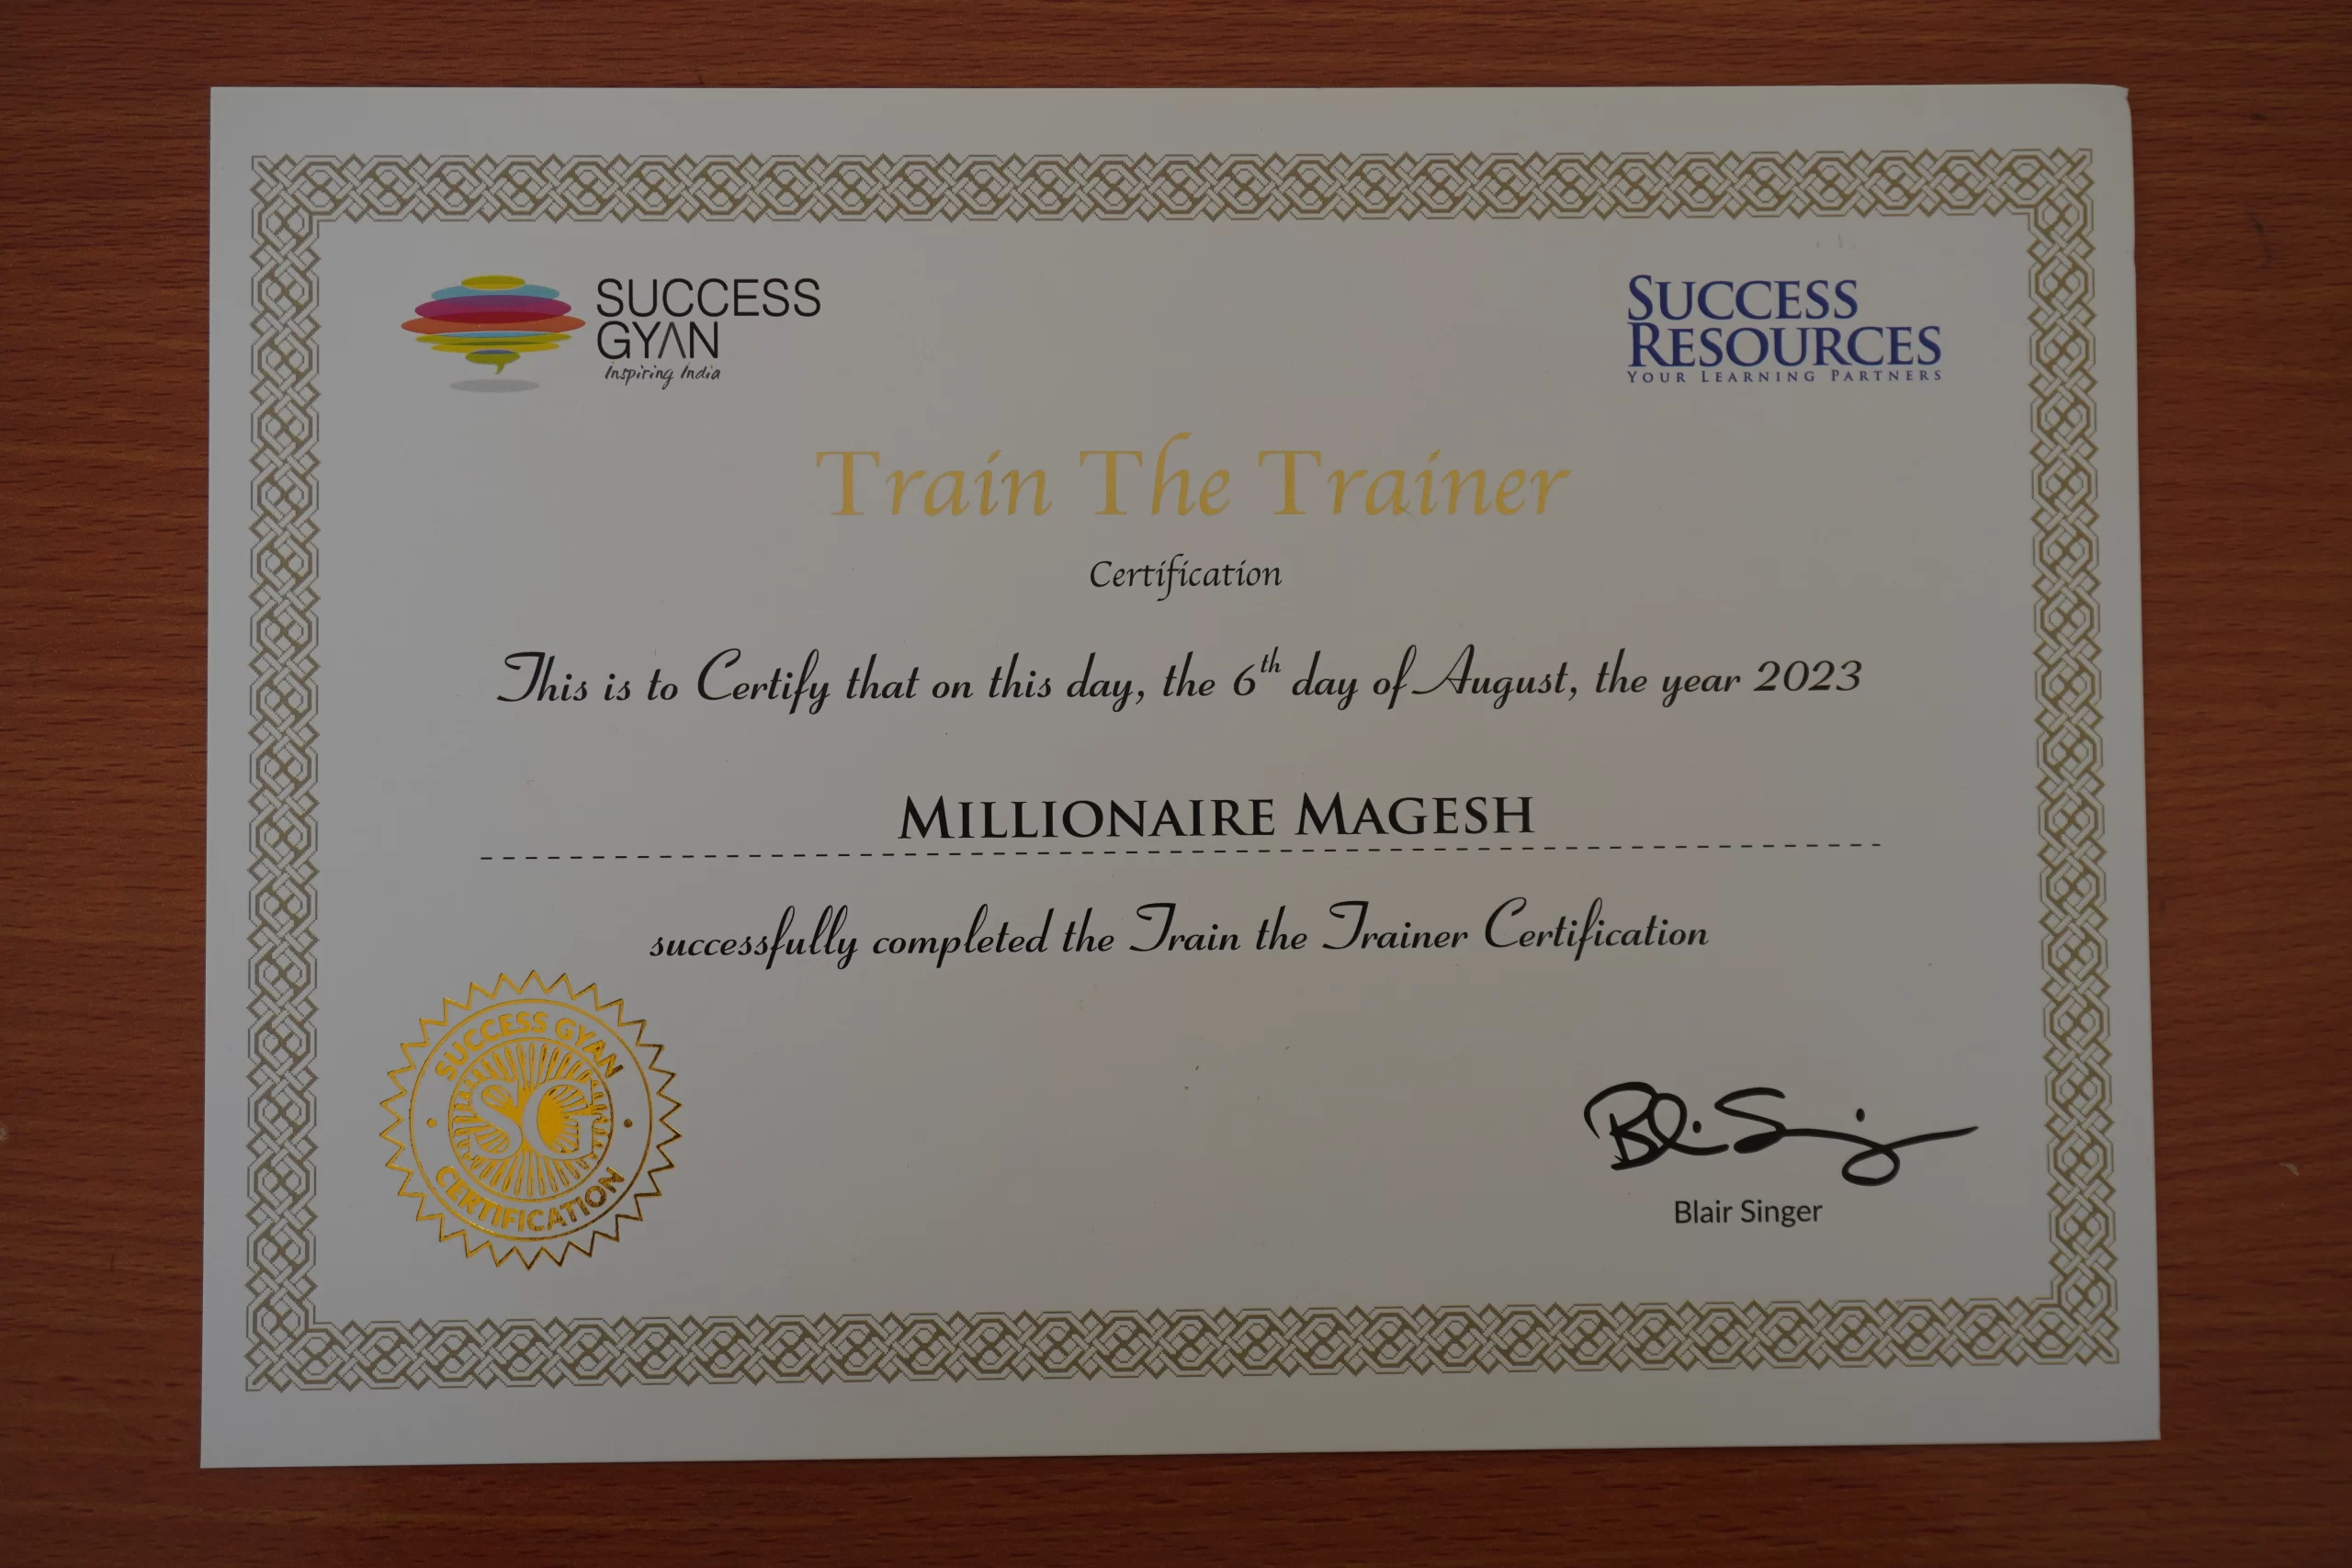 SUCCESS
GYAN
Inspiring India
SUCCESS
RESOURCES
YOUR LEARNING PARTNERS
Train The Trainer
Certification
This is to Certify that on this day, the 6th day of August, the year 2023
MILLIONAIRE MAGESH
successfully completed the Train the Trainer Certification
SUCCESS GYAN
SG
CERTIFICATION
Blair Singer